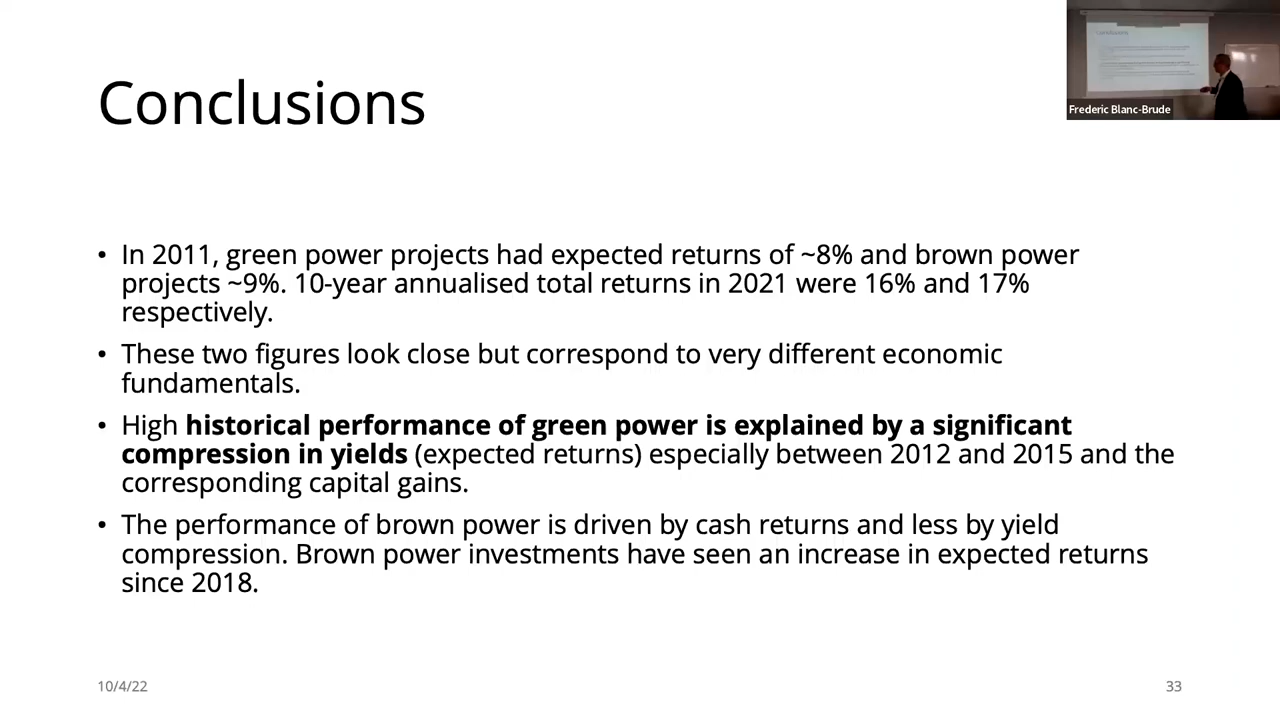 Conclusions
Frederic Blanc-Brude
• In 2011, green power projects had expected returns of ~8% and brown power
projects ~9%. 10-year annualised total returns in 2021 were 16% and 17%
respectively.
• These two figures look close but correspond to very different economic
fundamentals.
• High historical performance of green power is explained by a significant
compression in yields (expected returns) especially between 2012 and 2015 and the
corresponding capital gains.
• The performance of brown power is driven by cash returns and less by yield
compression. Brown power investments have seen an increase in expected returns
since 2018.
10/4/22
33